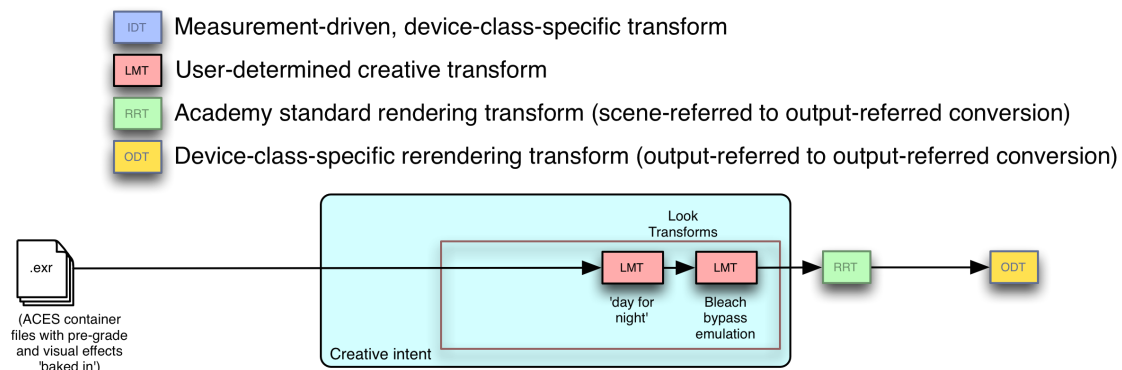 IDT Measurement-driven, device-class-specific transform
LMT User-determined creative transform
RRT Academy standard rendering transform (scene-referred to output-referred conversion)
ODT Device-class-specific rerendering transform (output-referred to output-referred conversion)
Look
Transforms
.exr
LMT
LMT
RRT
ODT
'day for
night'
Bleach
bypass
emulation
(ACES container
files with pre-grade
and visual effects
'baked in')
Creative intent